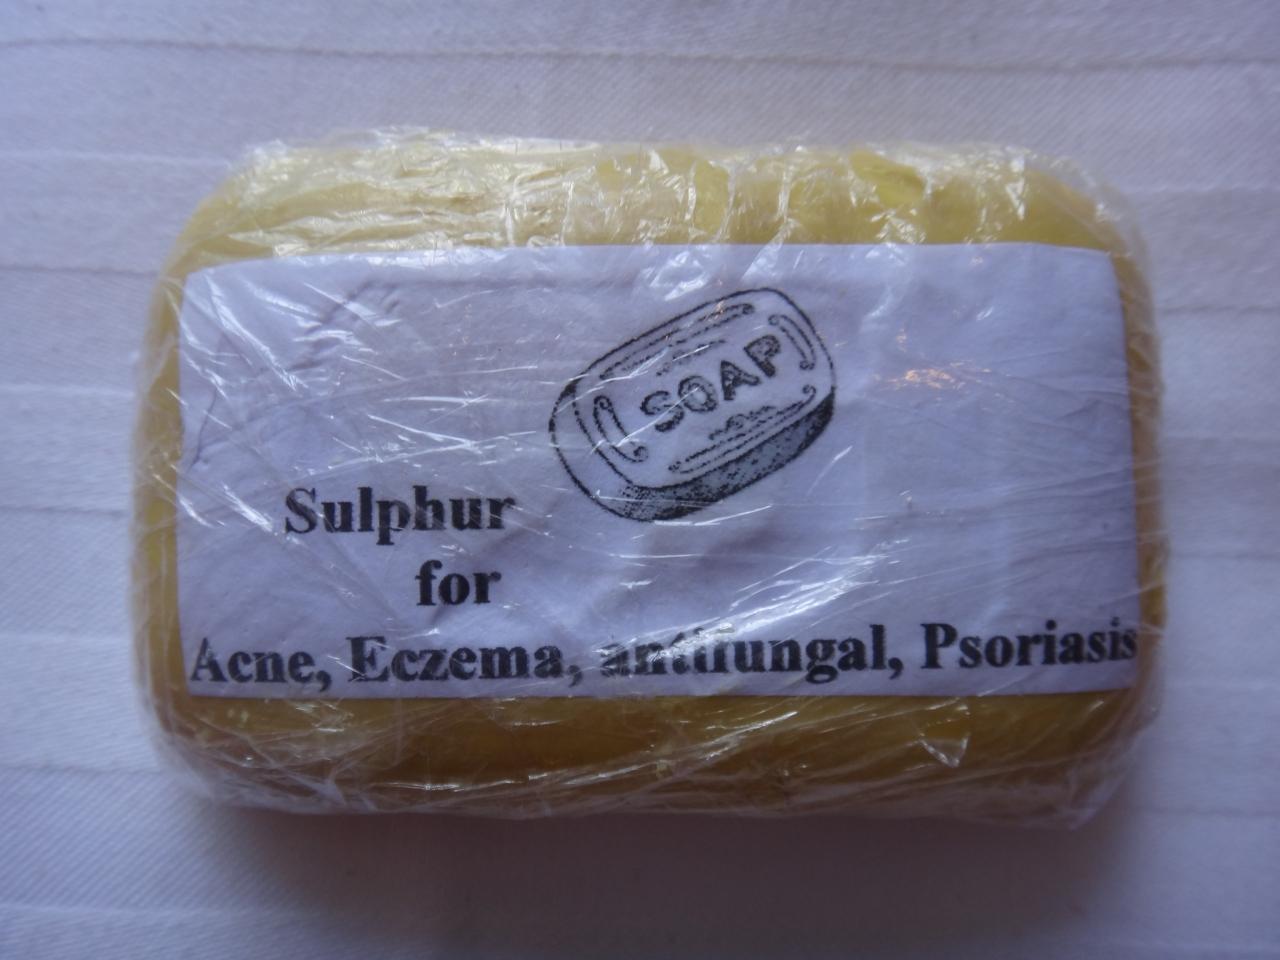 SOAP
Sulphur
for
Acne, Eczema, antifungal, Psoriasis